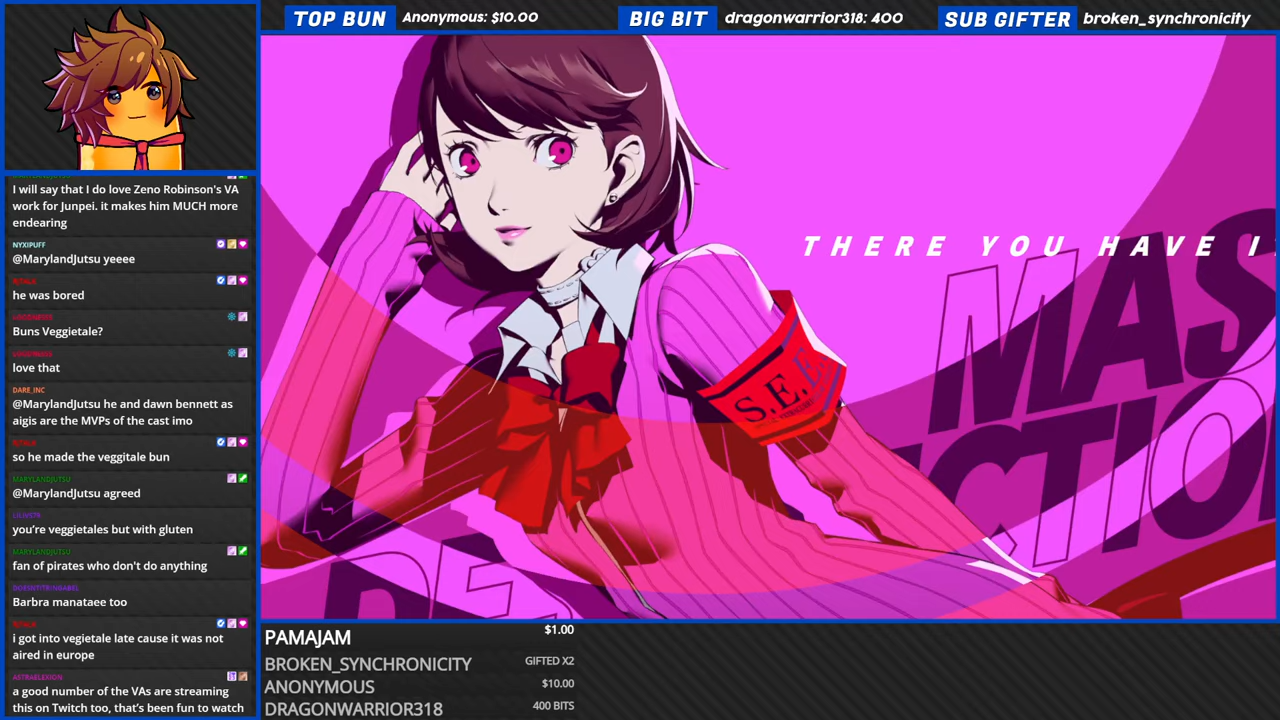 TOP BUN Anonymous: $10.00 BIG BIT dragonwarrior318: 400 SUB GIFTER broken_synchronicity
I will say that I do love Zeno Robinson's VA
work for Junpei. it makes him MUCH more
endearing
NYXIPUFF
@MarylandJutsu yeeee
he was bored
Buns Veggietale?
love that
DARE_INC
@MarylandJutsu he and dawn bennett as
aigis are the MVPs of the cast imo
so he made the veggitale bun
MARYLANDJUTSU
@MarylandJutsu agreed
you're veggietales but with gluten
MARYLANDJUTSU
fan of pirates who don't do anything
Barbra manataee too
i got into vegietale late cause it was not
aired in europe
ASTRAELEXION
a good number of the VAs are streaming
this on Twitch too, that's been fun to watch
THERE YOU HAVE I
MAS
CTIO
DE
S.E.E
PAMAJAM $1.00
BROKEN_SYNCHRONICITY GIFTED X2
ANONYMOUS $10.00
DRAGONWARRIOR318 400 BITS